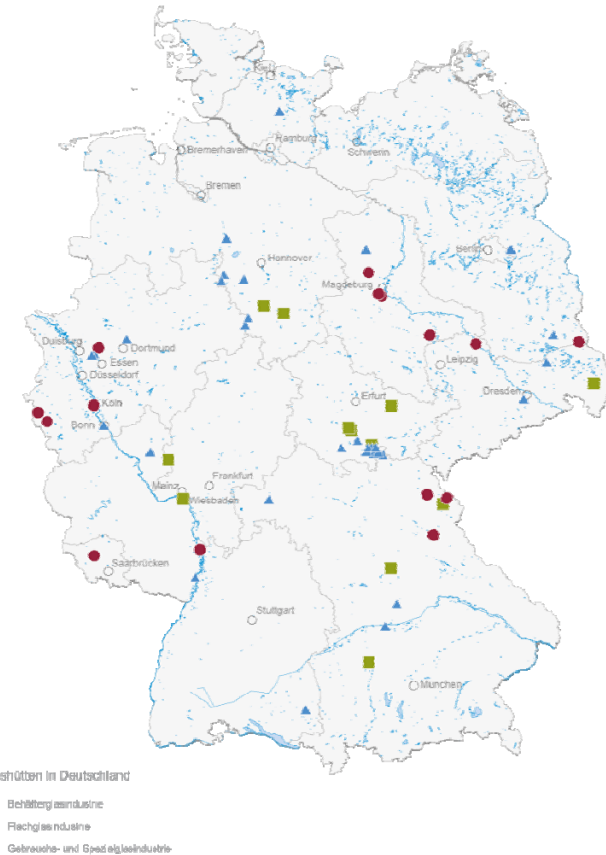 Hamburg
Bremerhaven
Schwerin
Bremen
Berlin
Hannover
Magdeburg
Duisburg
Dortmund
Essen
Düsseldorf
Leipzig
Erfurt
Dresden
Köln
Bonn
Frankfurt
Mainz
Wiesbaden
Saarbrücken
Stuttgart
München
shütten in Deutschland
Behälterglasindustrie
Flachglasindustrie
Gebrauchs- und Spezialglasindustrie